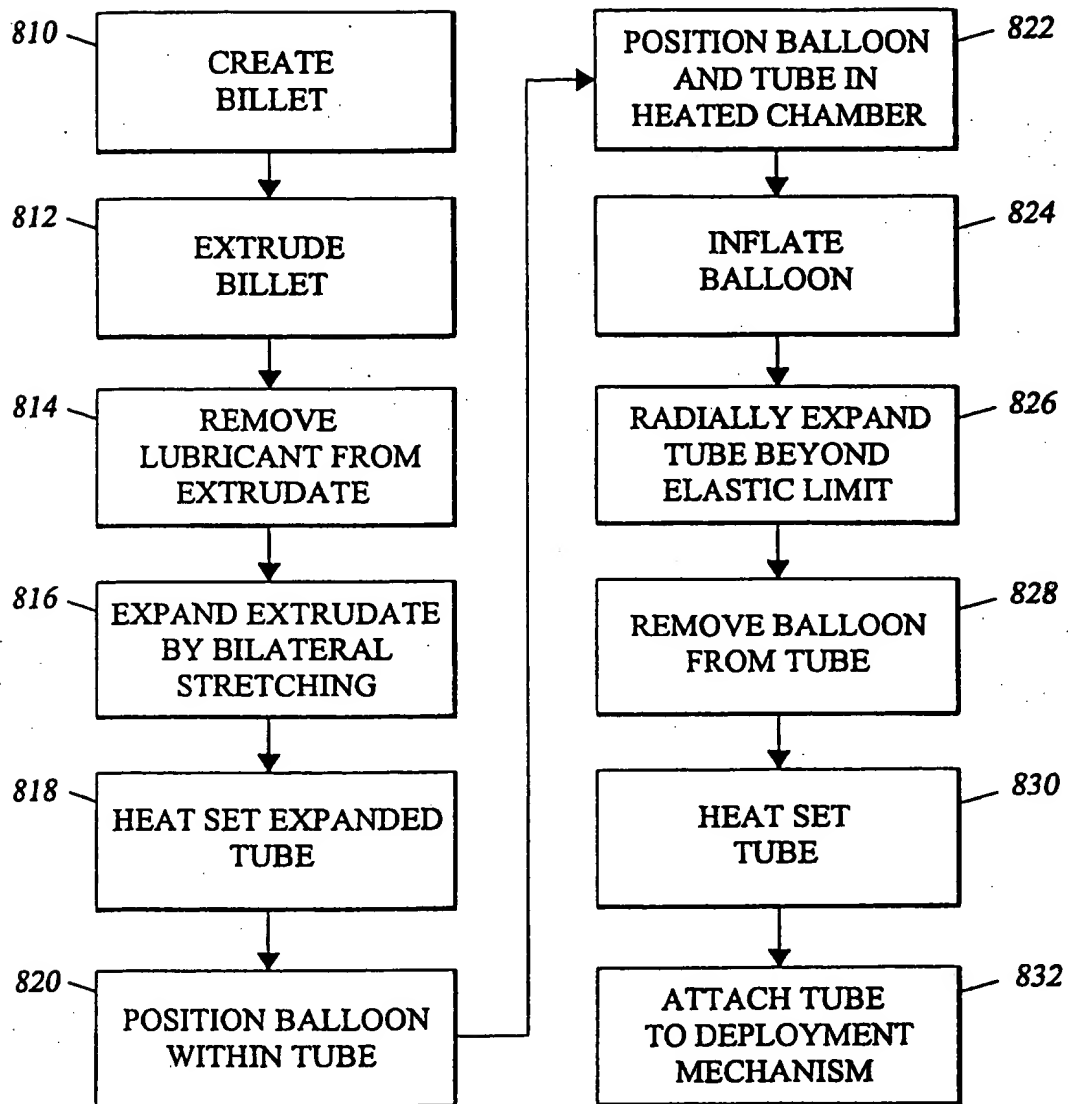 810
CREATE
BILLET
812
EXTRUDE
BILLET
814
REMOVE
LUBRICANT FROM
EXTRUDATE
816
EXPAND EXTRUDATE
BY BILATERAL
STRETCHING
818
HEAT SET EXPANDED
TUBE
820
POSITION BALLOON
WITHIN TUBE
822
POSITION BALLOON
AND TUBE IN
HEATED CHAMBER
824
INFLATE
BALLOON
826
RADIALLY EXPAND
TUBE BEYOND
ELASTIC LIMIT
828
REMOVE BALLOON
FROM TUBE
830
HEAT SET
TUBE
832
ATTACH TUBE
TO DEPLOYMENT
MECHANISM